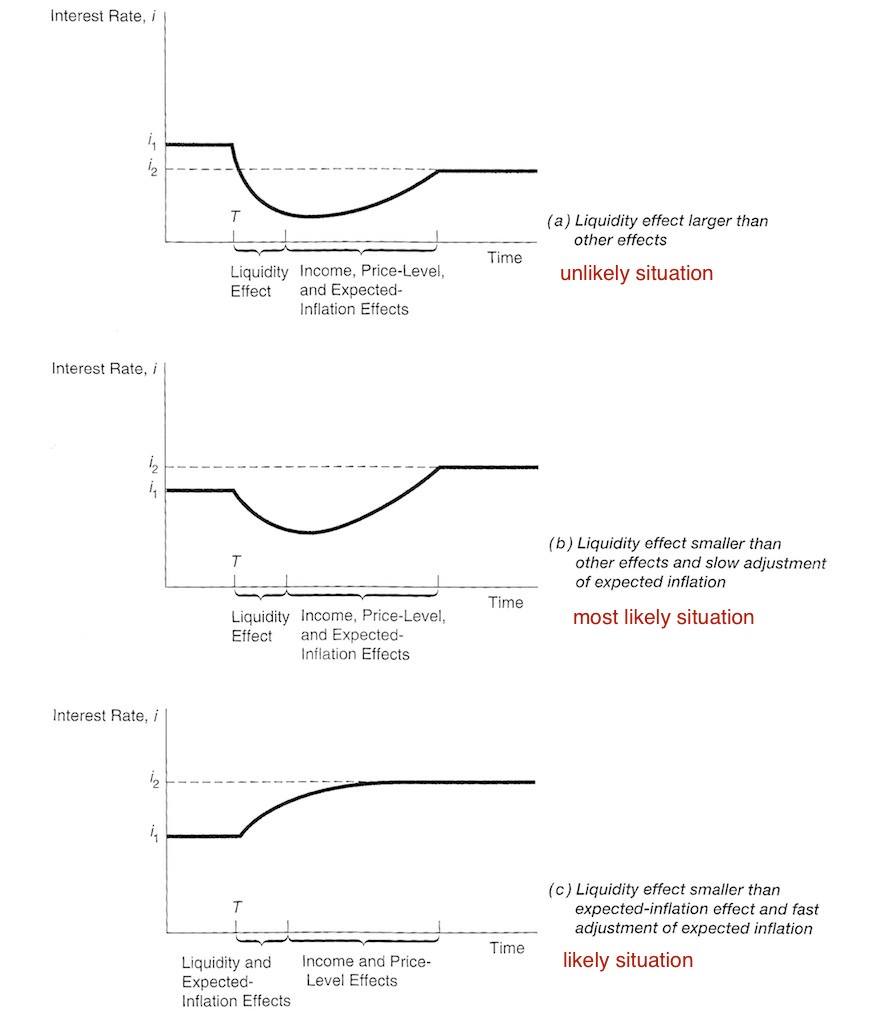 Interest Rate, i
i1
i2
T
(a) Liquidity effect larger than
other effects
Time
unlikely situation
Liquidity
Effect
Income, Price-Level,
and Expected-
Inflation Effects
Interest Rate, i
i2
i1
T
(b) Liquidity effect smaller than
other effects and slow adjustment
of expected inflation
Time
most likely situation
Liquidity
Effect
Income, Price-Level,
and Expected-
Inflation Effects
Interest Rate, i
i2
i1
T
(c) Liquidity effect smaller than
expected-inflation effect and fast
adjustment of expected inflation
Time
likely situation
Liquidity and
Expected-
Inflation Effects
Income and Price-
Level Effects